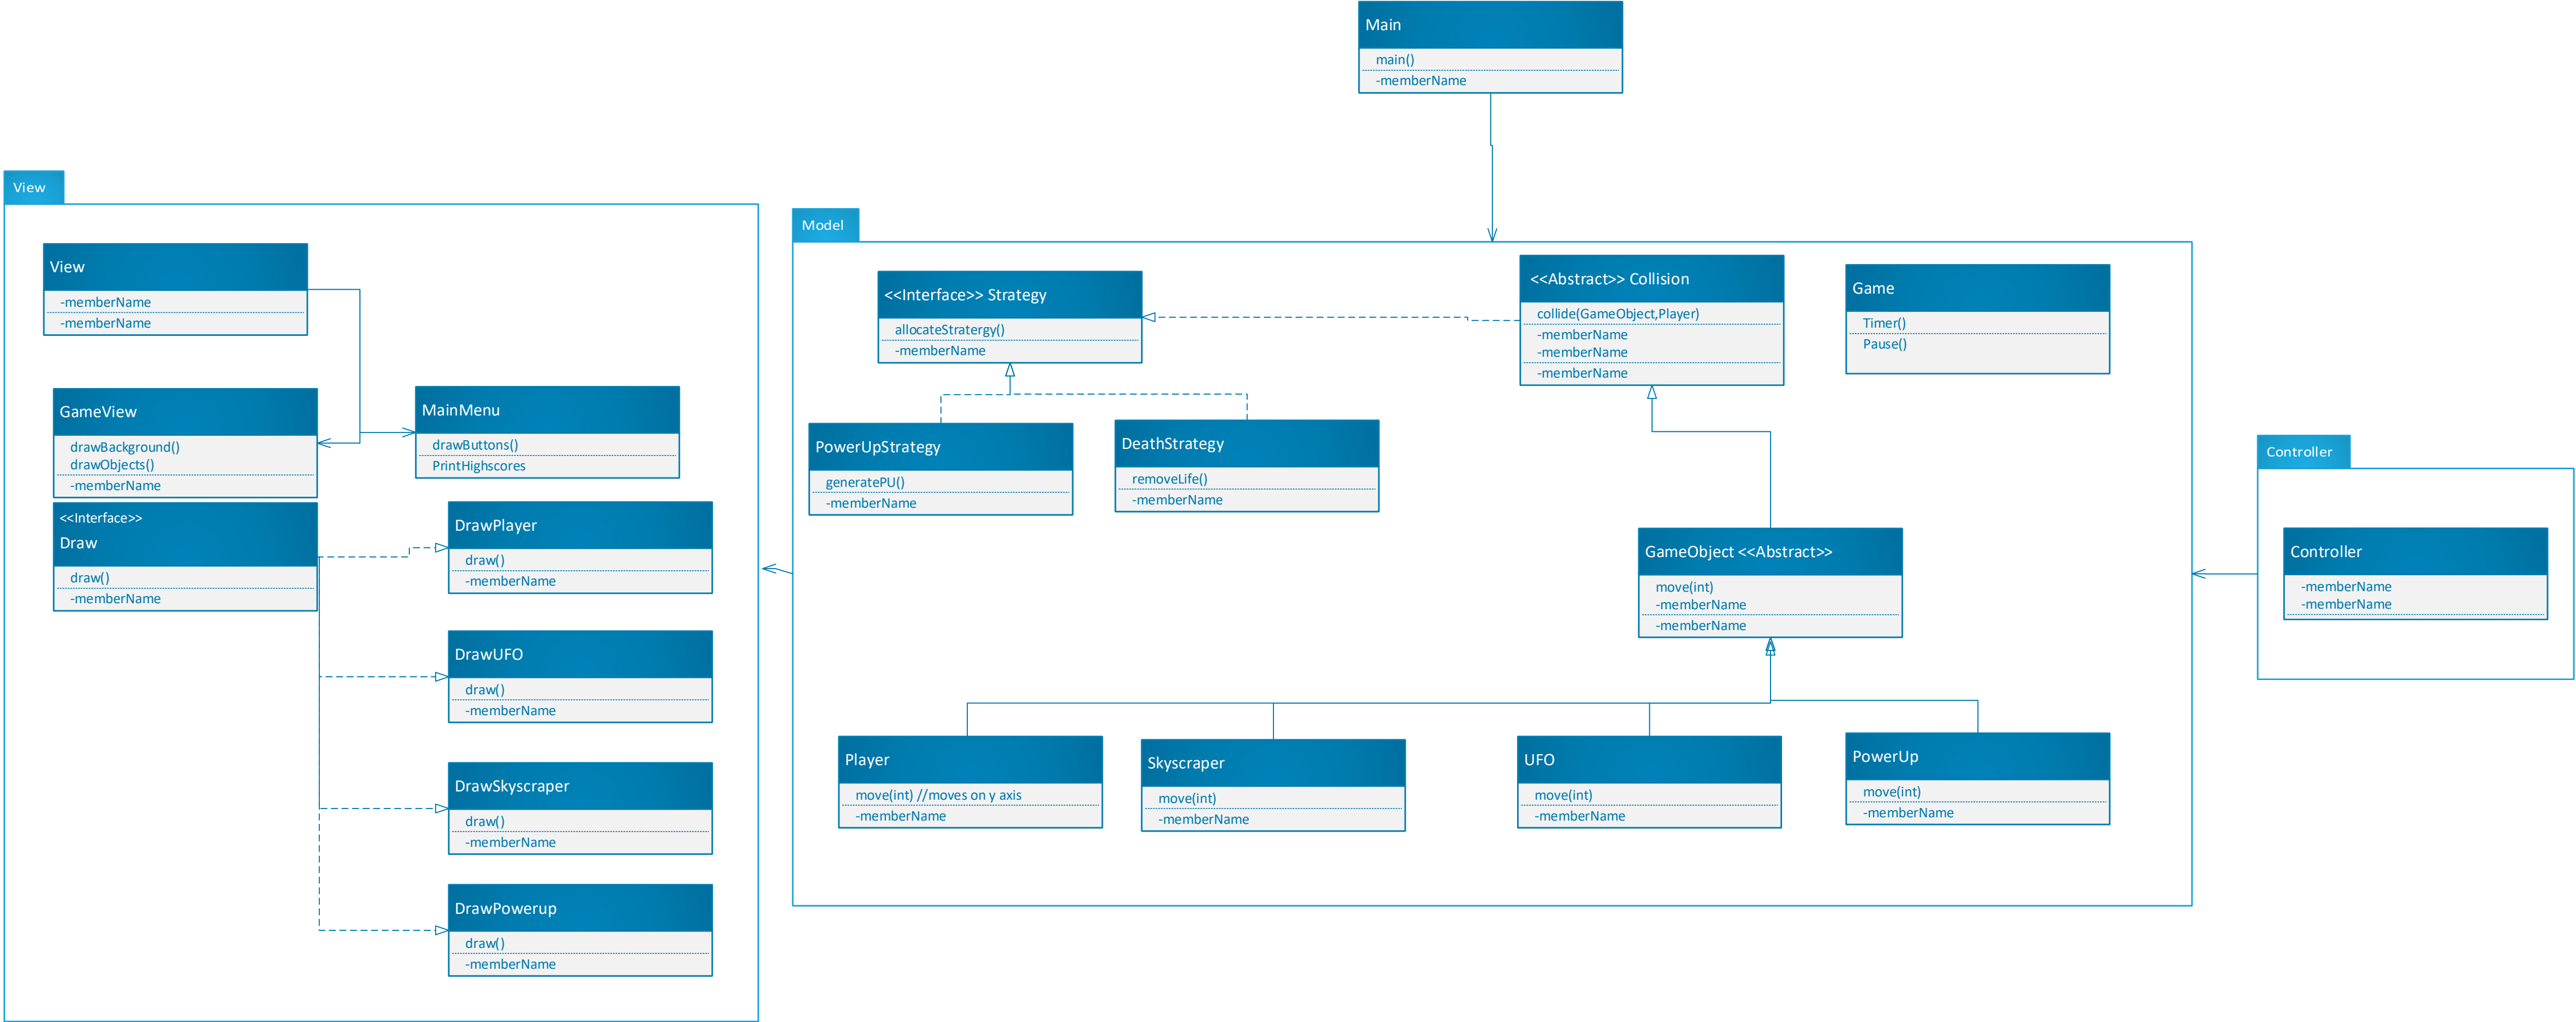 Main
main()
-memberName
View
View
-memberName
-memberName
GameView
drawBackground()
drawObjects()
-memberName
MainMenu
drawButtons()
PrintHighscores
<<Interface>>
Draw
draw()
-memberName
DrawPlayer
draw()
-memberName
DrawUFO
draw()
-memberName
DrawSkyscraper
draw()
-memberName
DrawPowerup
draw()
-memberName
Model
<<Interface>> Strategy
allocateStratergy()
-memberName
<<Abstract>> Collision
collide(GameObject,Player)
-memberName
-memberName
-memberName
Game
Timer()
Pause()
PowerUpStrategy
generatePU()
-memberName
DeathStrategy
removeLife()
-memberName
GameObject <<Abstract>>
move(int)
-memberName
-memberName
Player
move(int) //moves on y axis
-memberName
Skyscraper
move(int)
-memberName
UFO
move(int)
-memberName
PowerUp
move(int)
-memberName
Controller
Controller
-memberName
-memberName